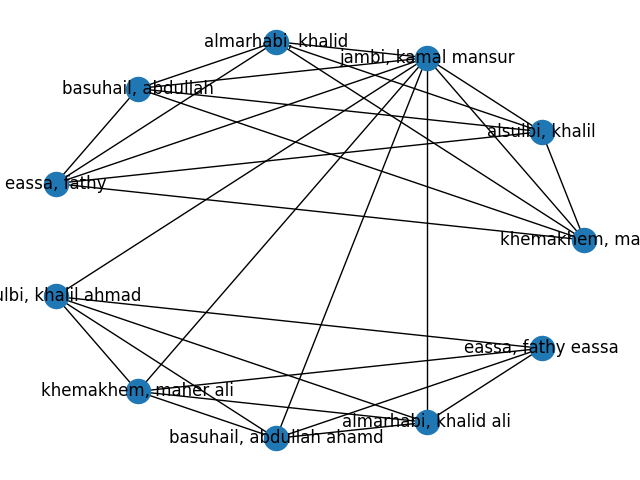 almarhabi, khalid
jambi, kamal mansur
basuhail, abdullah
alsulbi, khalil
eassa, fathy
khemakhem, ma
ulbi, khalil ahmad
eassa, fathy eassa
khemakhem, maher ali
almarhabi, khalid ali
basuhail, abdullah ahamd